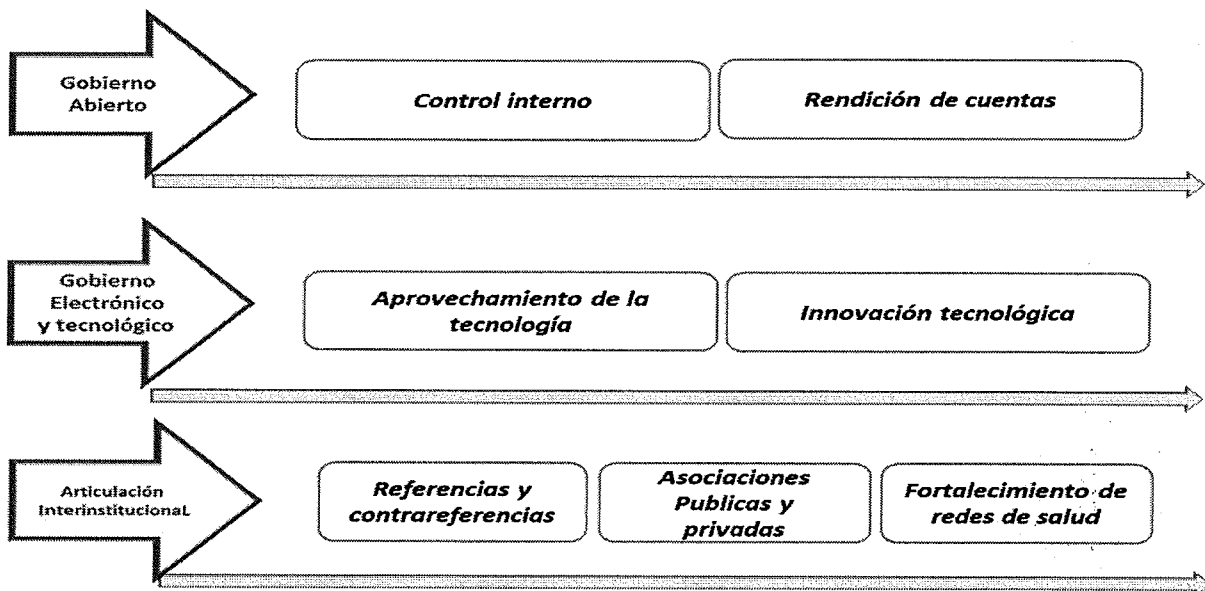 Gobierno
Abierto
Control interno
Rendición de cuentas
Gobierno
Electrónico
y tecnológico
Aprovechamiento de la
tecnología
Innovación tecnológica
Articulación
InterinstitucionaL
Referencias y
contrareferencias
Asociaciones
Publicas y
privadas
Fortalecimiento de
redes de salud